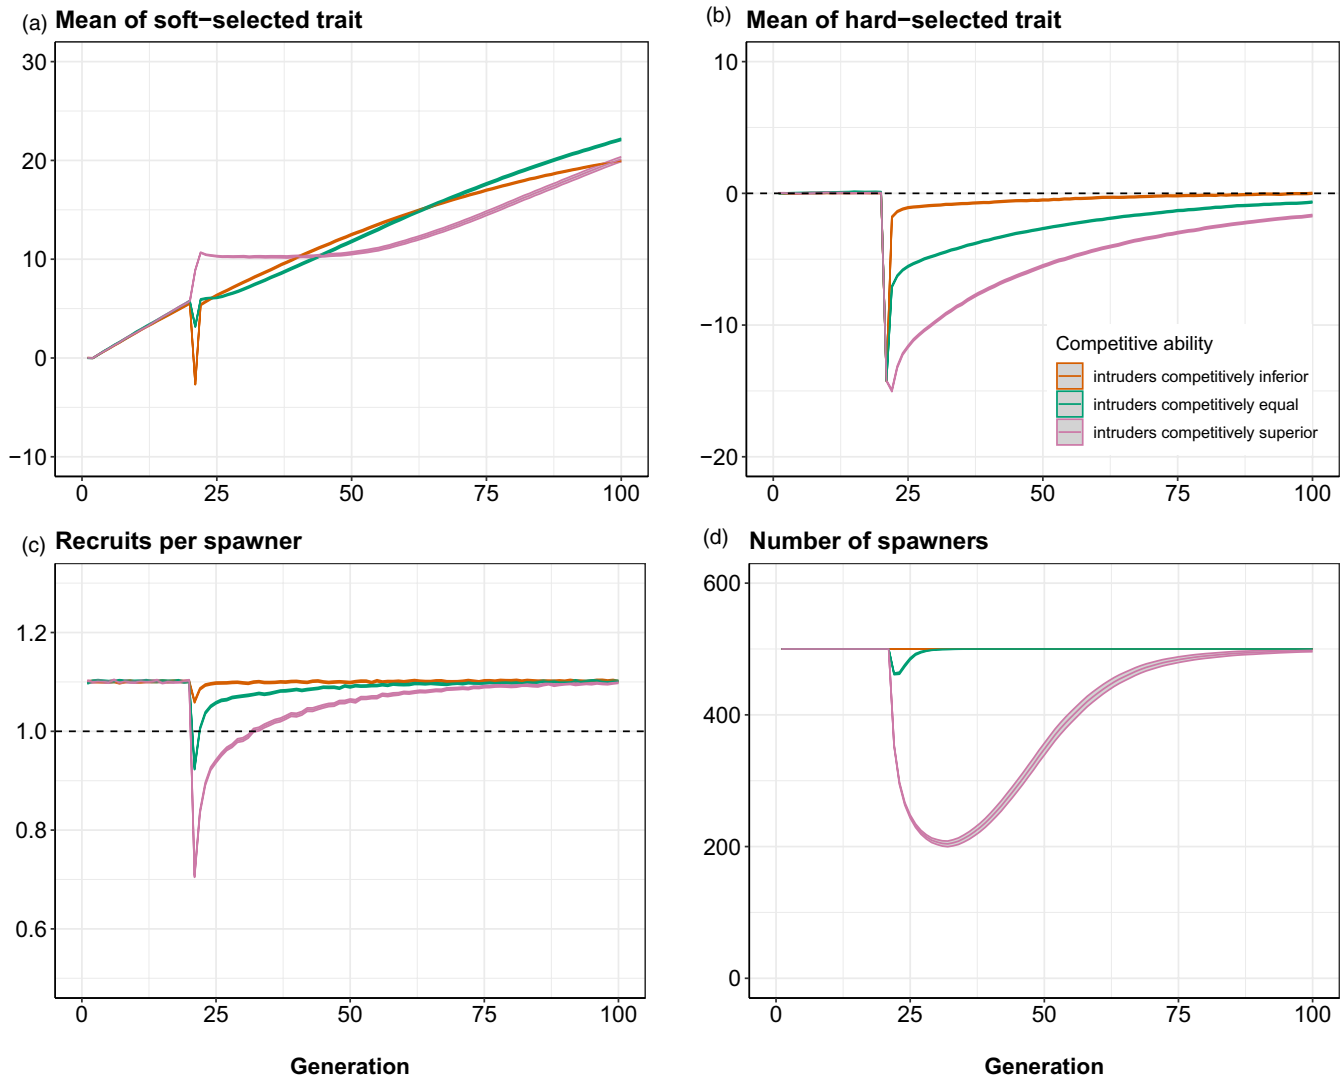 (a) Mean of soft−selected trait
30
20
10
0
−10
0 25 50 75 100
(b) Mean of hard−selected trait
10
0
−10
−20
Competitive ability
intruders competitively inferior
intruders competitively equal
intruders competitively superior
0 25 50 75 100
(c) Recruits per spawner
1.2
1.0
0.8
0.6
0 25 50 75 100
Generation
(d) Number of spawners
600
400
200
0
0 25 50 75 100
Generation